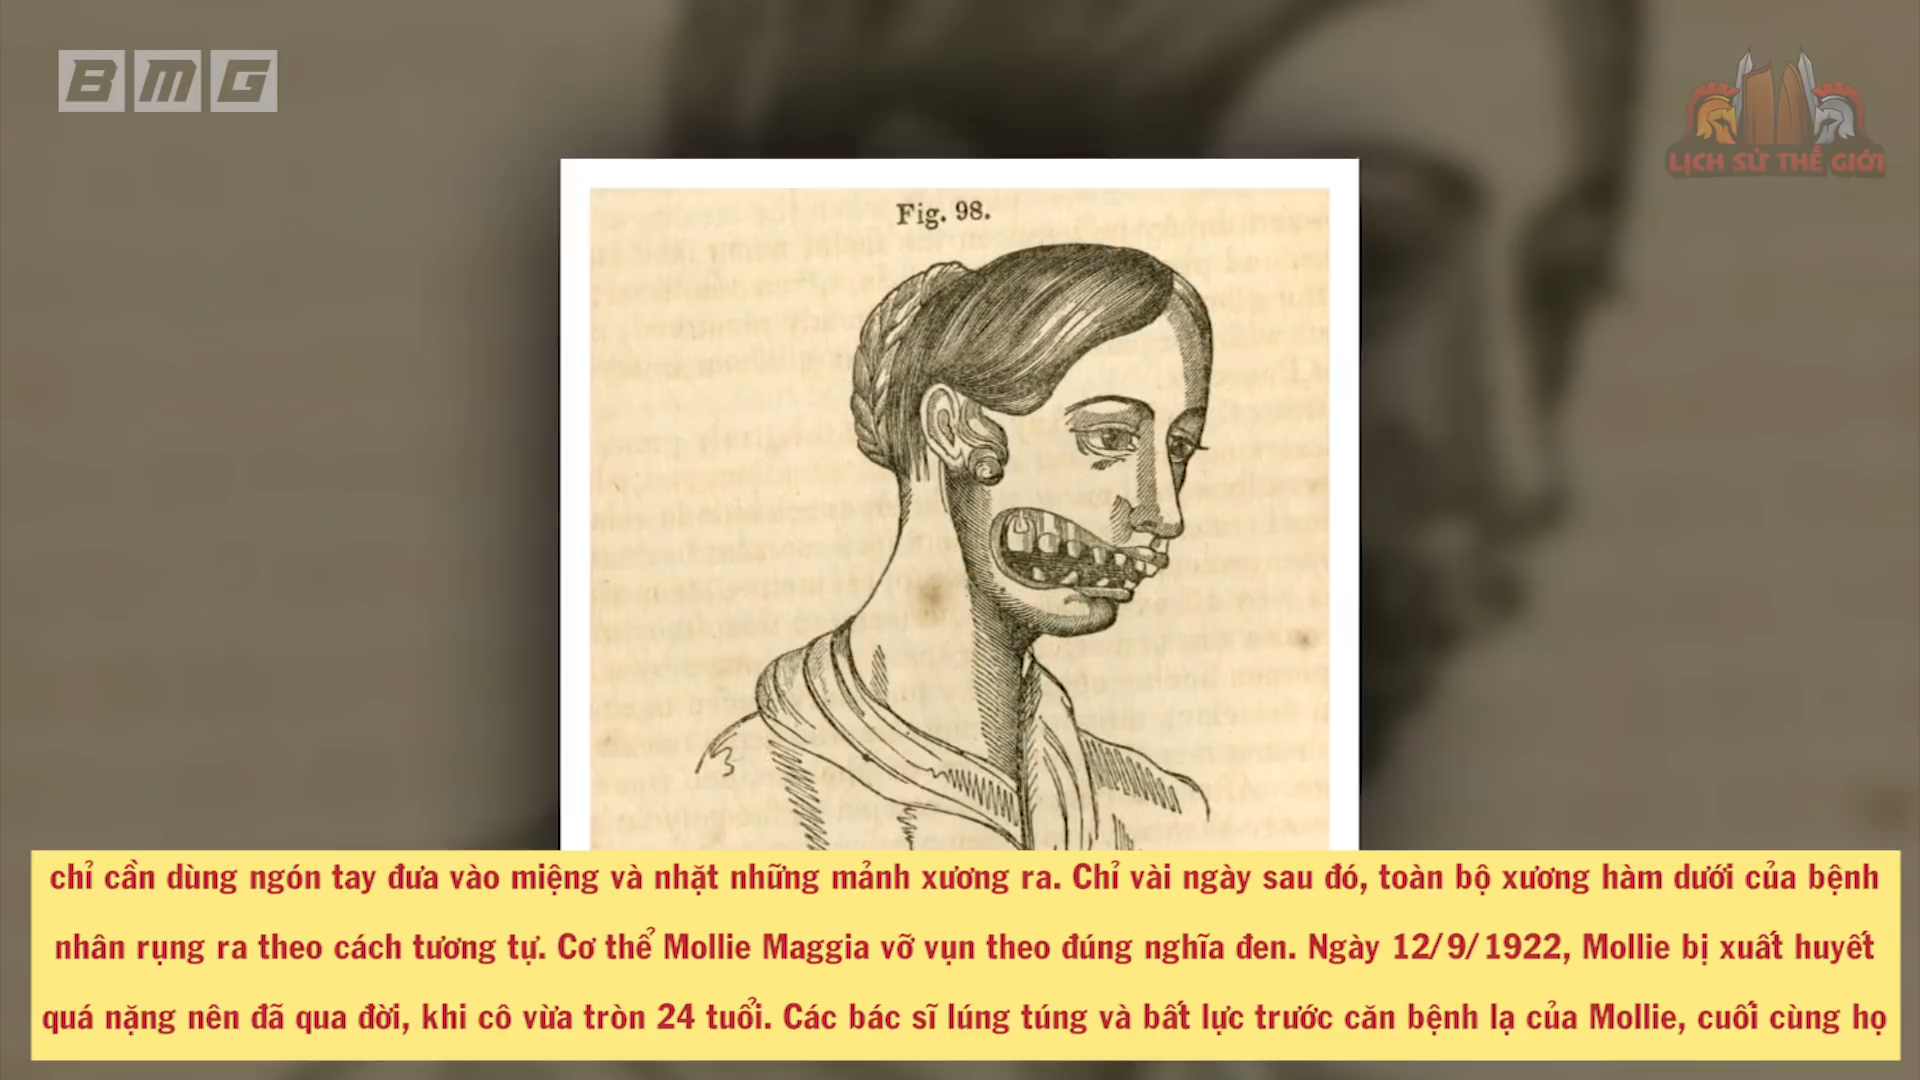 BMG
LỊCH SỬ THẾ GIỚI
Fig. 98.
chỉ cần dùng ngón tay đưa vào miệng và nhặt những mảnh xương ra. Chỉ vài ngày sau đó, toàn bộ xương hàm dưới của bệnh
nhân rụng ra theo cách tương tự. Cơ thể Mollie Maggia vỡ vụn theo đúng nghĩa đen. Ngày 12/9/1922, Mollie bị xuất huyết
quá nặng nên đã qua đời, khi cô vừa tròn 24 tuổi. Các bác sĩ lúng túng và bất lực trước căn bệnh lạ của Mollie, cuối cùng họ